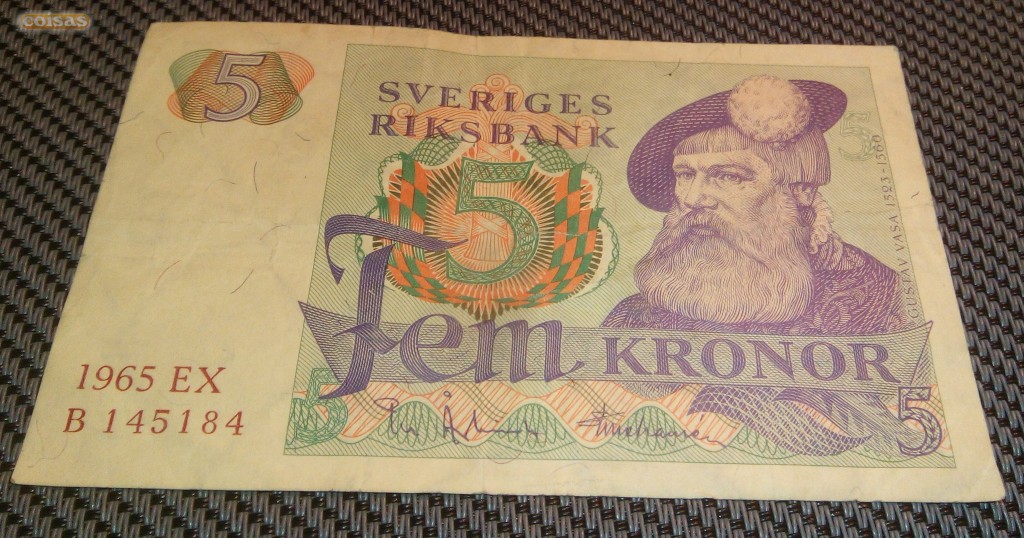 coisas
5
SVERIGES
RIKSBANK
5
5
GUSTAV VASA 1523-1560
Fem KRONOR
1965 EX
B 145184
5
5